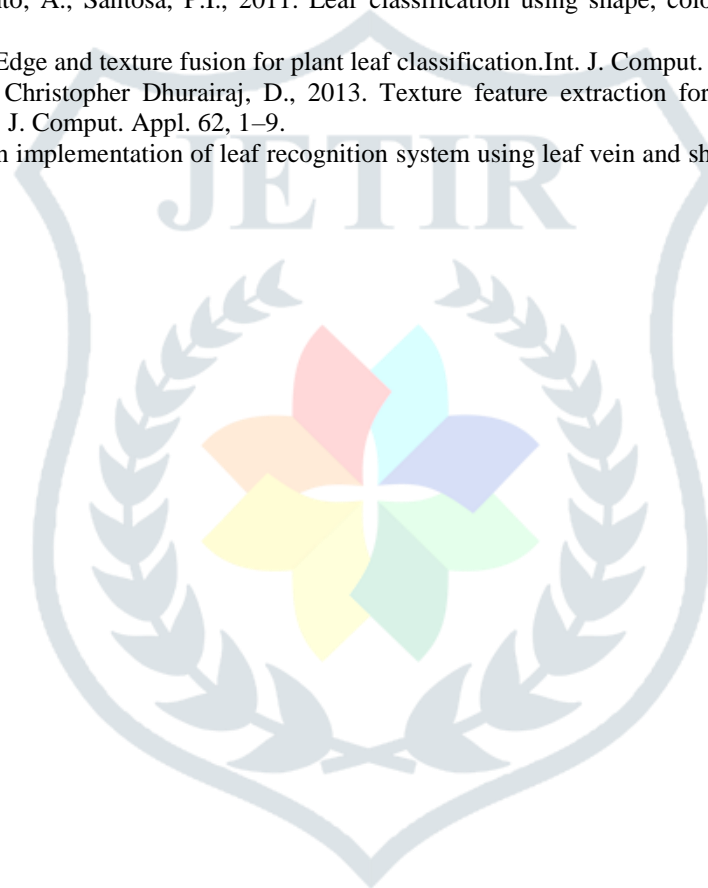 to, A., Santosa, P.I., 2011. Leaf classification using shape, colo
Edge and texture fusion for plant leaf classification.Int. J. Comput.
Christopher Dhurairaj, D., 2013. Texture feature extraction for
J. Comput. Appl. 62, 1–9.
n implementation of leaf recognition system using leaf vein and sh
JETIR